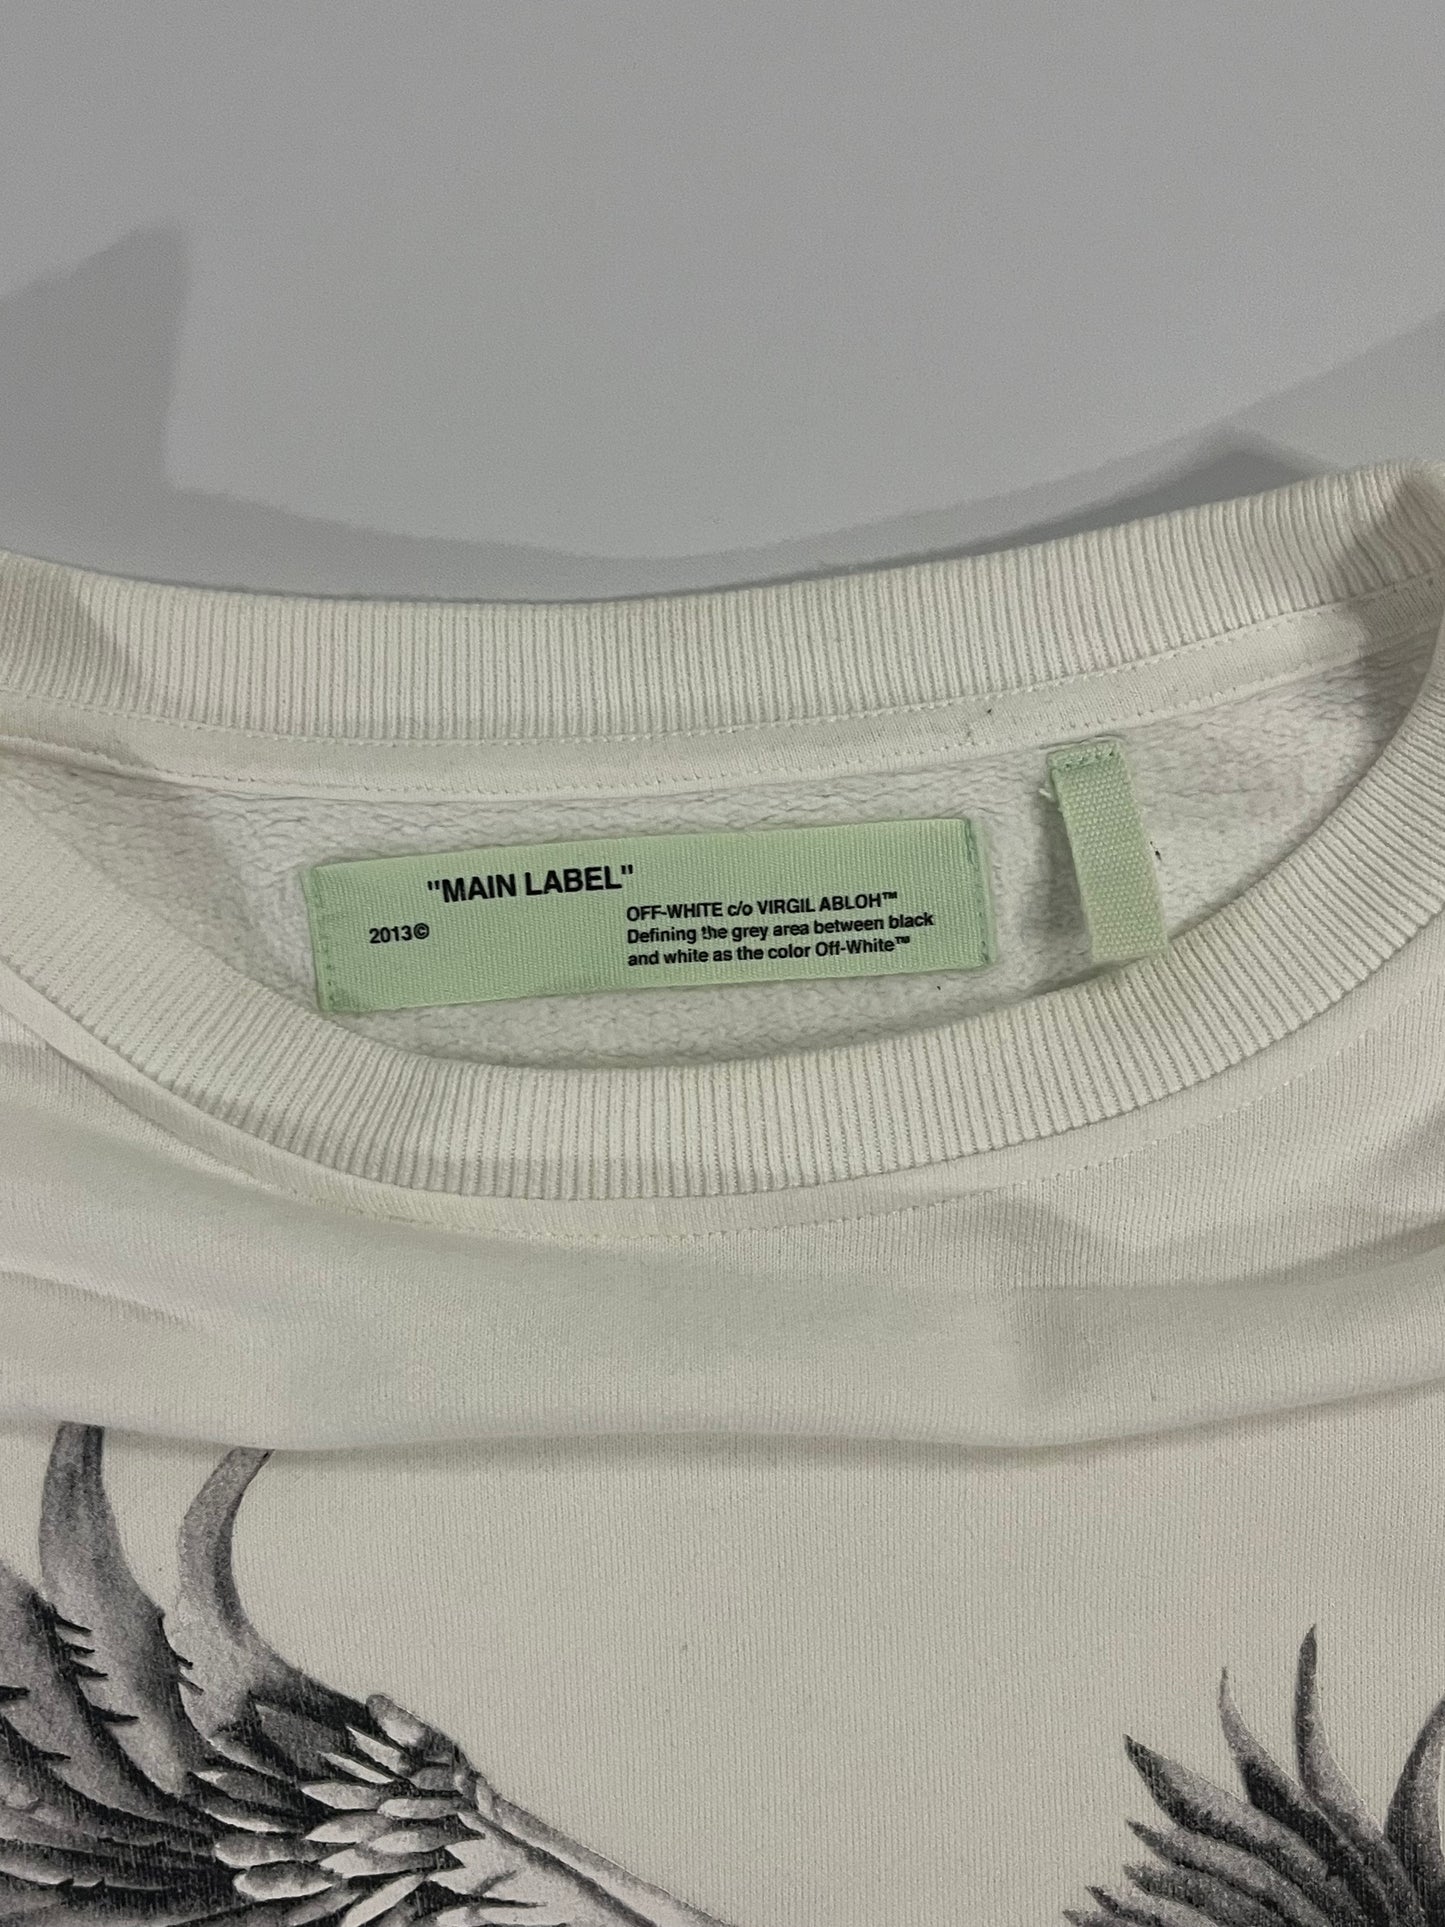 "MAIN LABEL"
2013©
OFF-WHITE c/o VIRGIL ABLOH™
Defining the grey area between black
and white as the color Off-White™